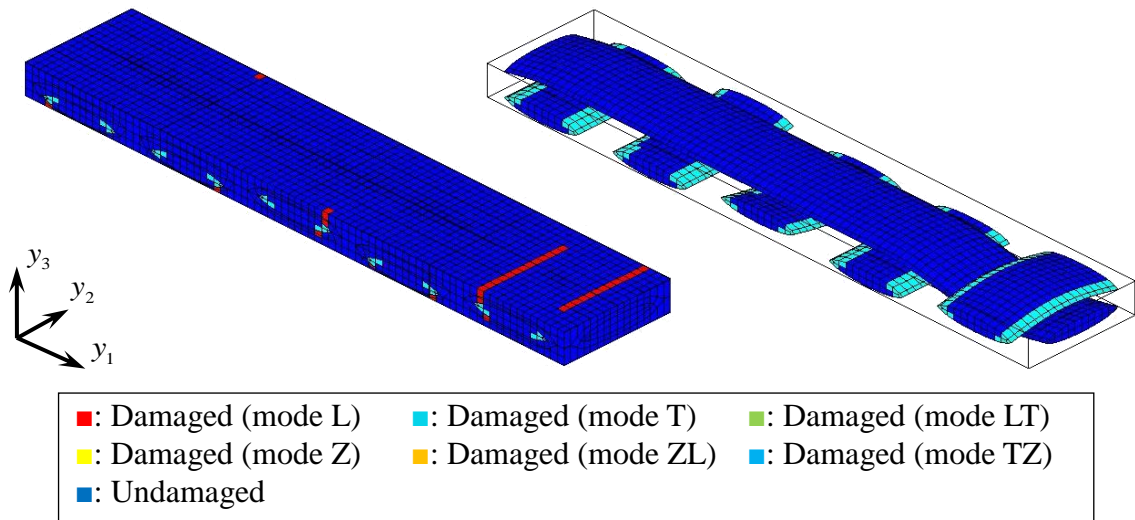 y3
y2
y1
■: Damaged (mode L) ■: Damaged (mode T) ■: Damaged (mode LT)
■: Damaged (mode Z) ■: Damaged (mode ZL) ■: Damaged (mode TZ)
■: Undamaged